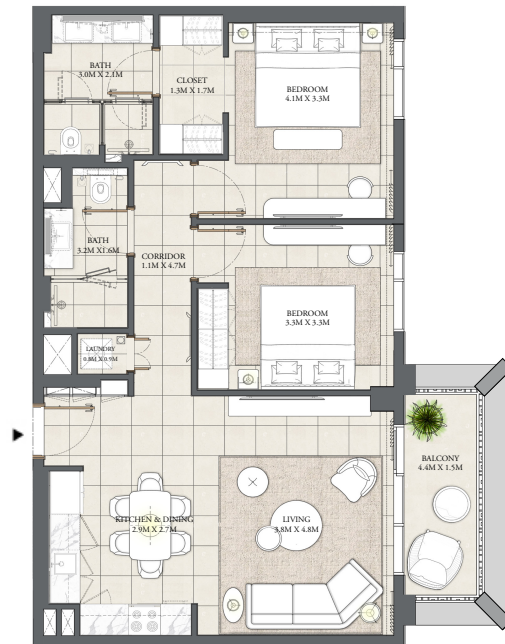 BATH
3.0M X 2.1M
CLOSET
1.3M X 1.7M
BEDROOM
4.1M X 3.3M
BATH
3.2M X1.6M
CORRIDOR
1.1M X 4.7M
BEDROOM
3.3M X 3.3M
LAUNDRY
0.8M X 0.9M
BALCONY
4.4M X 1.5M
KITCHEN & DINING
2.9M X 2.7M
LIVING
3.8M X 4.8M